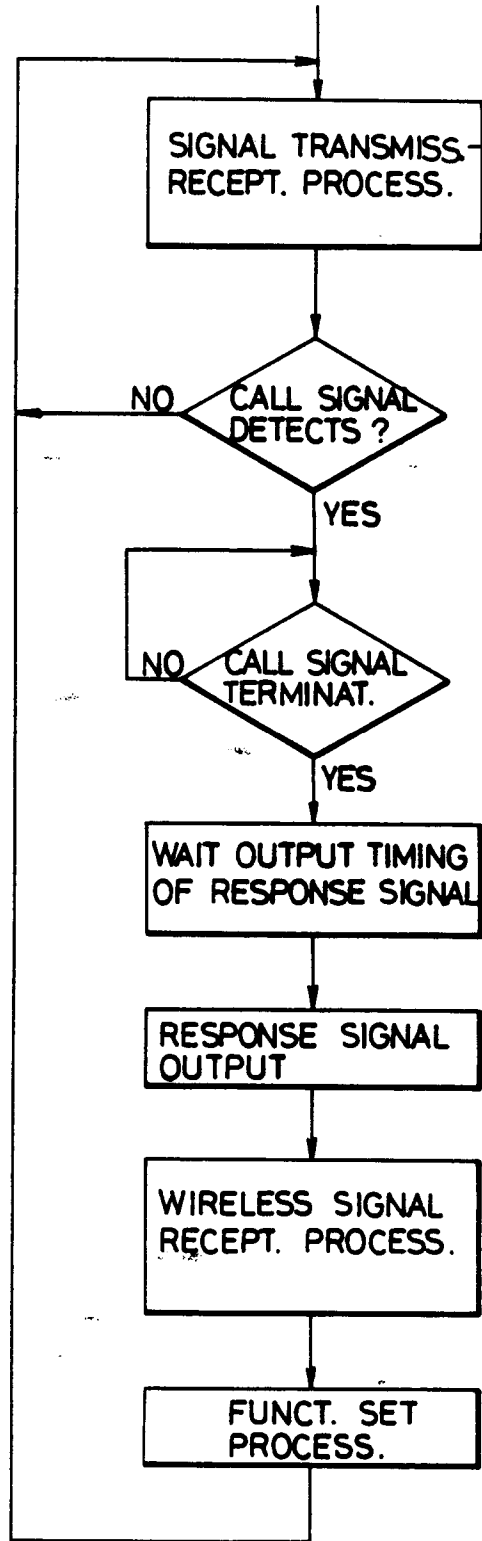 SIGNAL TRANSMISS.-
RECEPT. PROCESS.
NO
CALL SIGNAL
DETECTS ?
YES
NO
CALL SIGNAL
TERMINAT.
YES
WAIT OUTPUT TIMING
OF RESPONSE SIGNAL
RESPONSE SIGNAL
OUTPUT
WIRELESS SIGNAL
RECEPT. PROCESS.
FUNCT. SET
PROCESS.